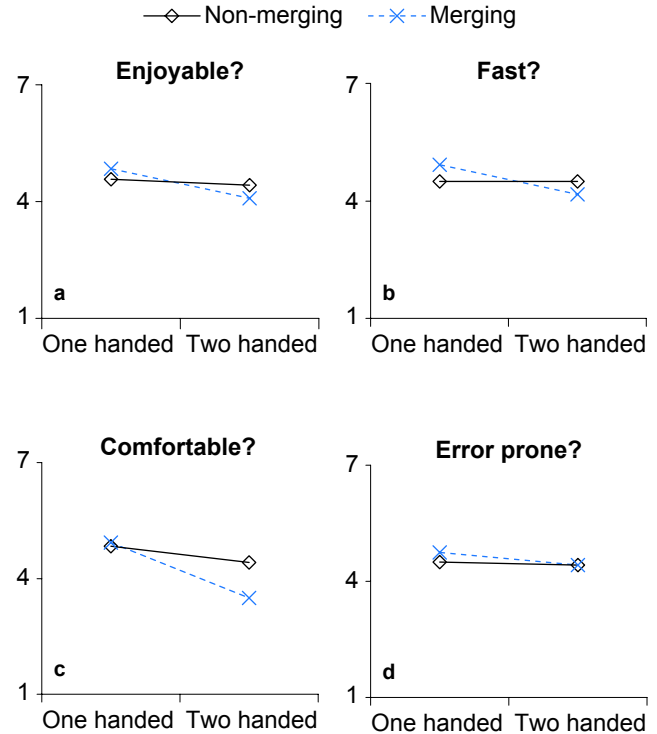 Non-merging Merging
Enjoyable?
7
4
1
a
One handed Two handed
Fast?
7
4
1
b
One handed Two handed
Comfortable?
7
4
1
c
One handed Two handed
Error prone?
7
4
1
d
One handed Two handed